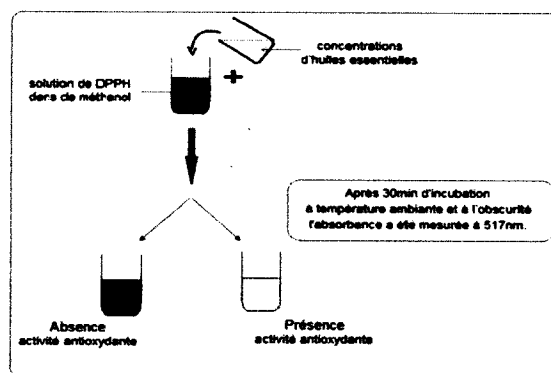 concentrations
d'huiles essentielles
solution de DPPH
dans de méthanol
+
Après 30min d'incubation
à température ambiante et à l'obscurité
l'absorbance a été mesurée à 517nm.
Absence
activité antioxydante
Présence
activité antioxydante